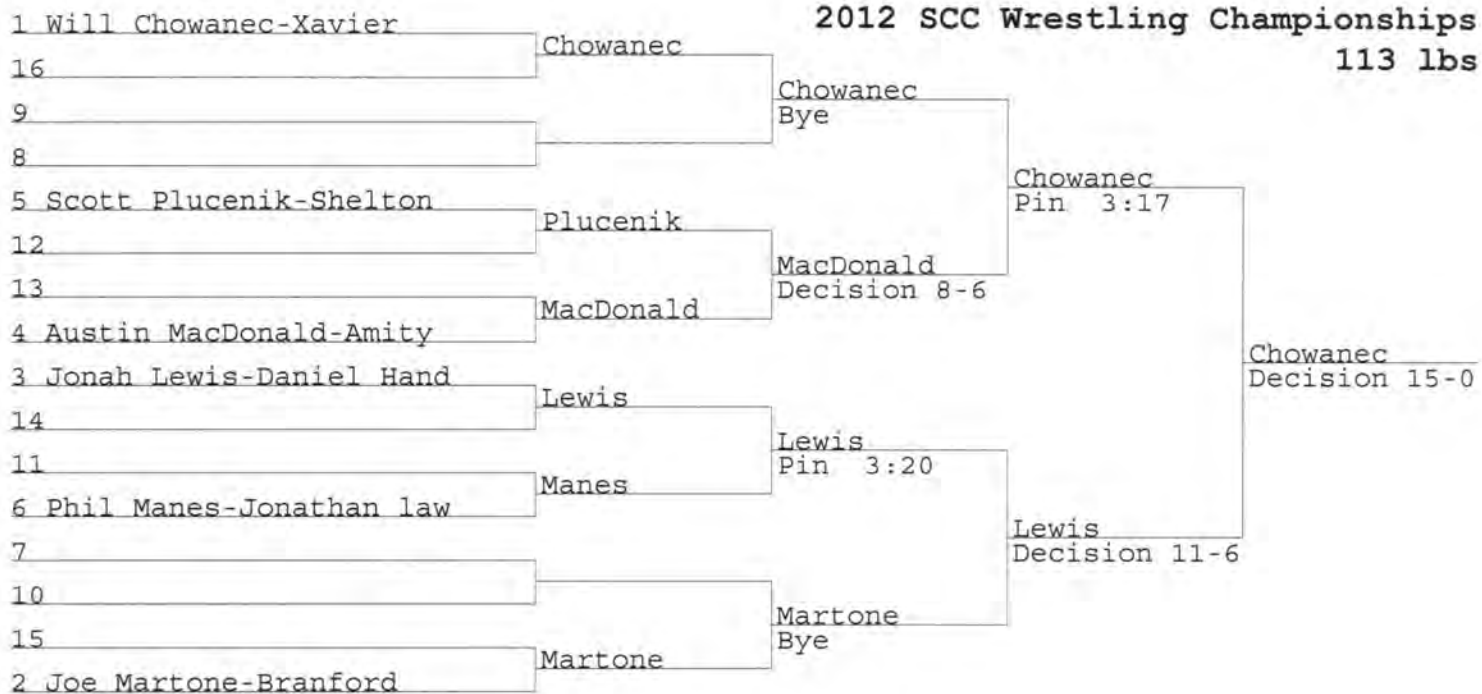 2012 SCC Wrestling Championships
113 lbs
1 Will Chowanec-Xavier
16
9
8
5 Scott Plucenik-Shelton
12
13
4 Austin MacDonald-Amity
3 Jonah Lewis-Daniel Hand
14
11
6 Phil Manes-Jonathan law
7
10
15
2 Joe Martone-Branford
Chowanec
Plucenik
MacDonald
Lewis
Manes
Martone
Chowanec
Bye
MacDonald
Decision 8-6
Lewis
Pin 3:20
Martone
Bye
Chowanec
Pin 3:17
Lewis
Decision 11-6
Chowanec
Decision 15-0